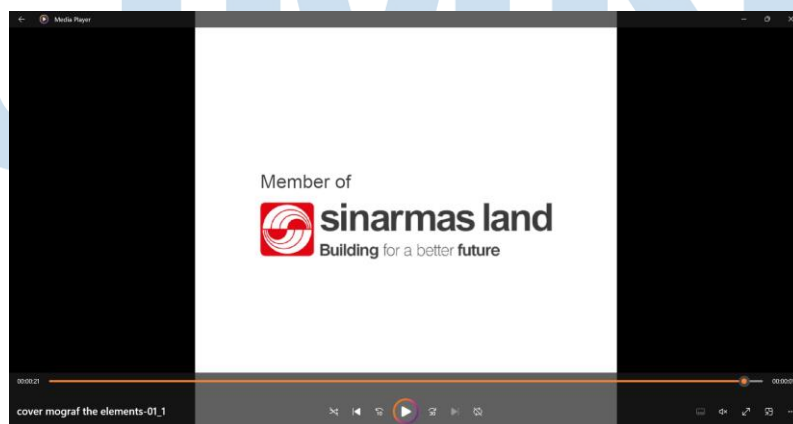 Media Player
Member of
sinarmas land
Building for a better future
00:00:21
cover mograf the elements-01_1